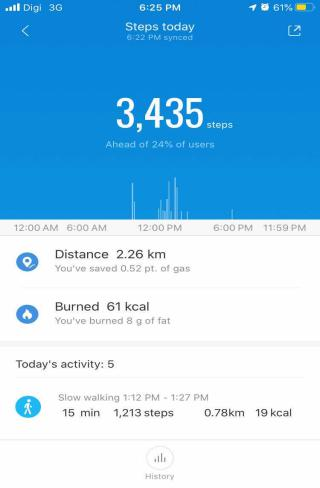 Digi 3G 6:25 PM 61%
Steps today
6:22 PM synced
3,435 steps
Ahead of 24% of users
12:00 AM 6:00 AM 12:00 PM 6:00 PM 11:59 PM
Distance 2.26 km
You've saved 0.52 pt. of gas
Burned 61 kcal
You've burned 8 g of fat
Today's activity: 5
Slow walking 1:12 PM - 1:27 PM
15 min 1,213 steps 0.78km 19 kcal
History